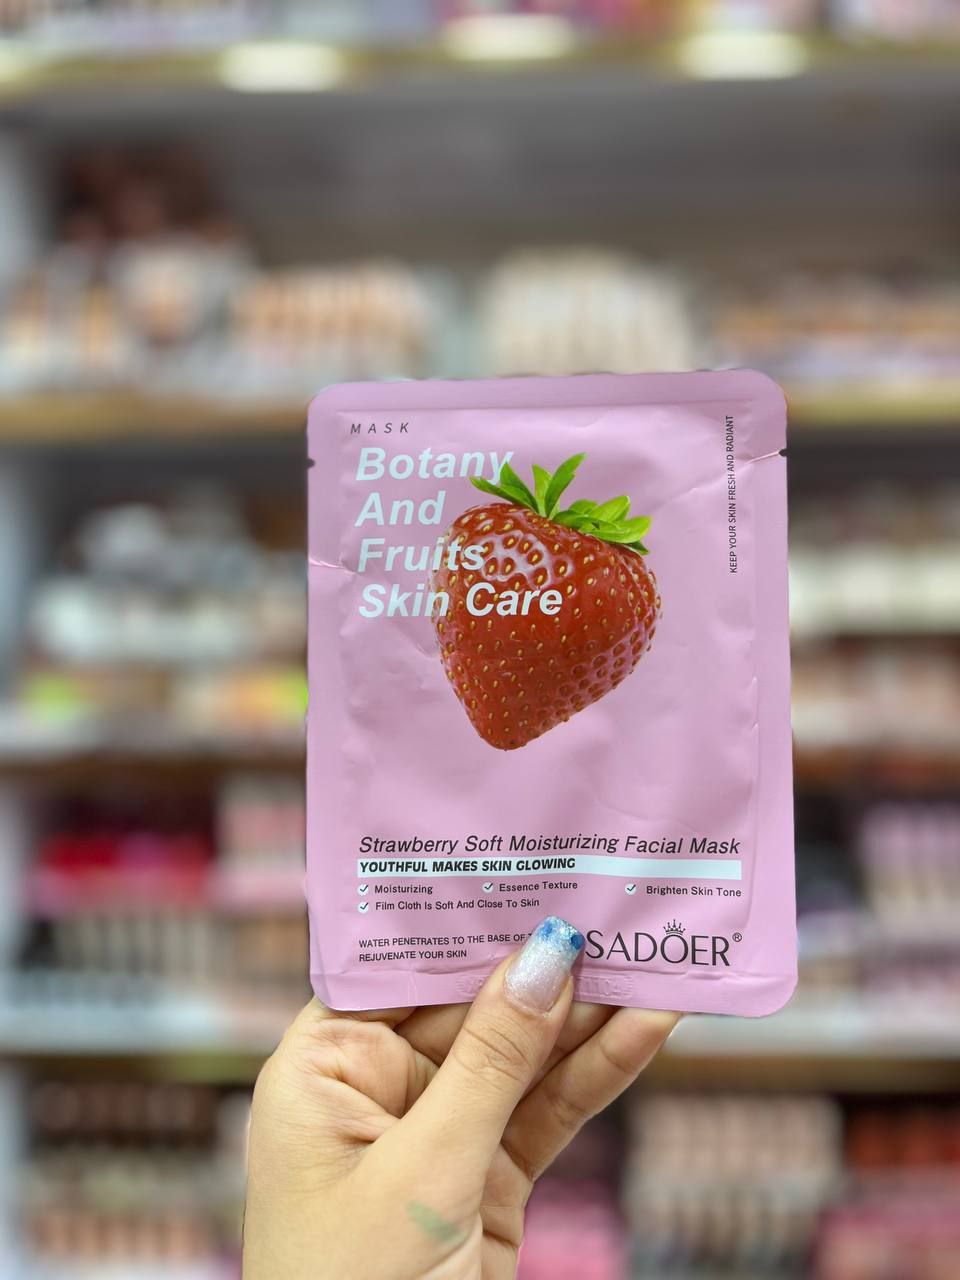 MASK
Botany
And
Fruits
Skin Care
KEEP YOUR SKIN FRESH AND RADIANT
Strawberry Soft Moisturizing Facial Mask
YOUTHFUL MAKES SKIN GLOWING
Moisturizing Essence Texture Brighten Skin Tone
Film Cloth Is Soft And Close To Skin
WATER PENETRATES TO THE BASE OF
REJUVENATE YOUR SKIN
SADOER®